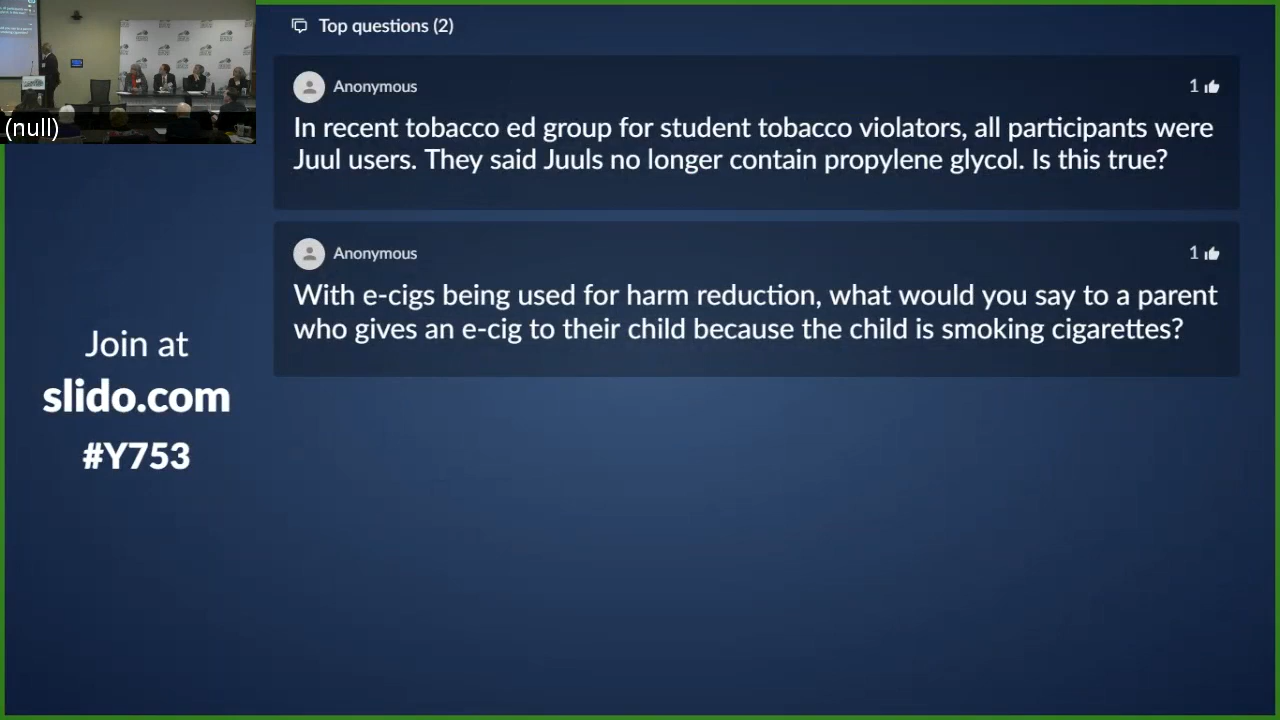 Top questions (2)
Anonymous
1
In recent tobacco ed group for student tobacco violators, all participants were
Juul users. They said Juuls no longer contain propylene glycol. Is this true?
Anonymous
1
With e-cigs being used for harm reduction, what would you say to a parent
who gives an e-cig to their child because the child is smoking cigarettes?
Join at
slido.com
#Y753
(null)